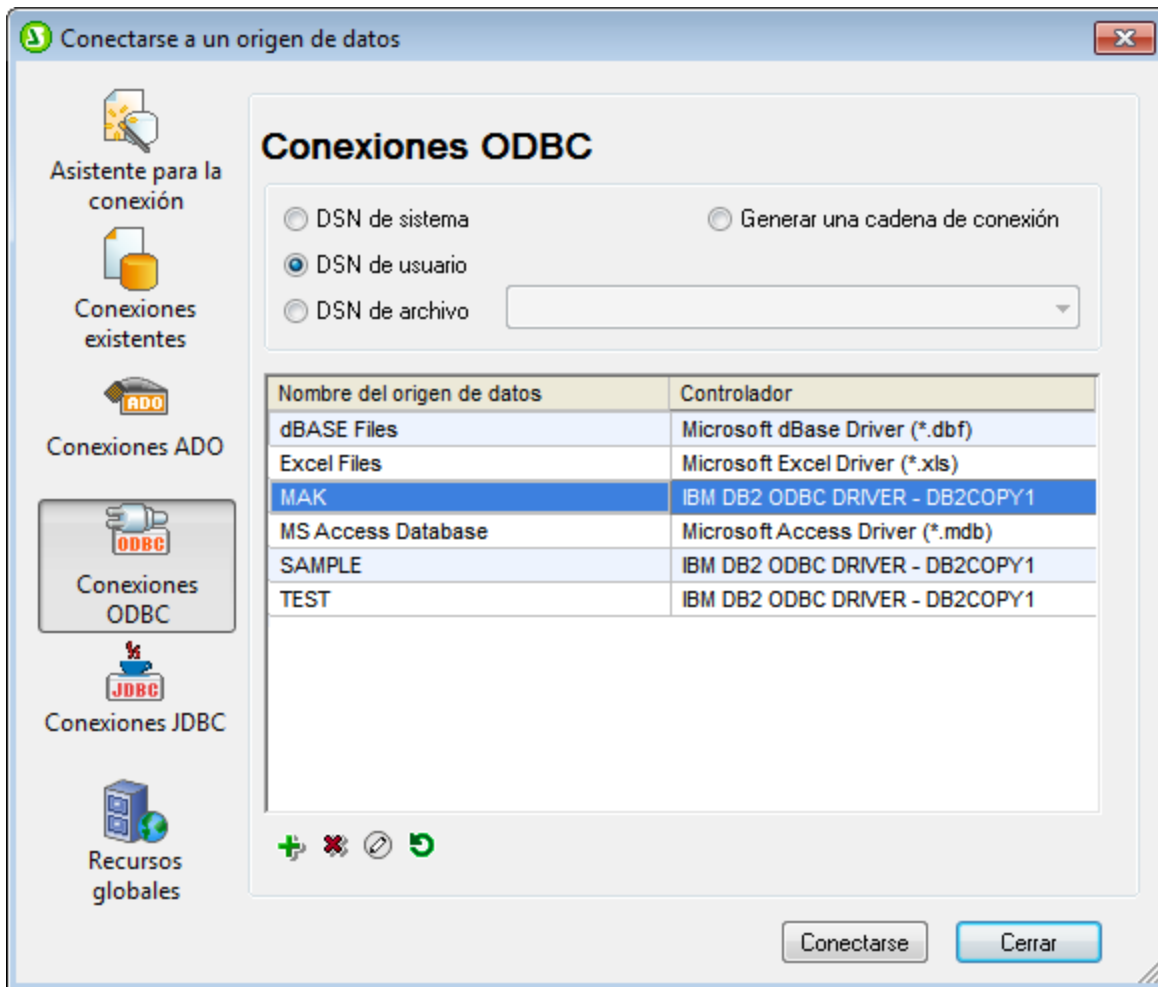 Conectarse a un origen de datos
Asistente para la
conexión
Conexiones
existentes
ADO
Conexiones ADO
ODBC
Conexiones
ODBC
JDBC
Conexiones JDBC
Recursos
globales
Conexiones ODBC
DSN de sistema
Generar una cadena de conexión
DSN de usuario
DSN de archivo
Nombre del origen de datos Controlador
dBASE Files Microsoft dBase Driver (*.dbf)
Excel Files Microsoft Excel Driver (*.xls)
MAK IBM DB2 ODBC DRIVER - DB2COPY1
MS Access Database Microsoft Access Driver (*.mdb)
SAMPLE IBM DB2 ODBC DRIVER - DB2COPY1
TEST IBM DB2 ODBC DRIVER - DB2COPY1
Conectarse
Cerrar